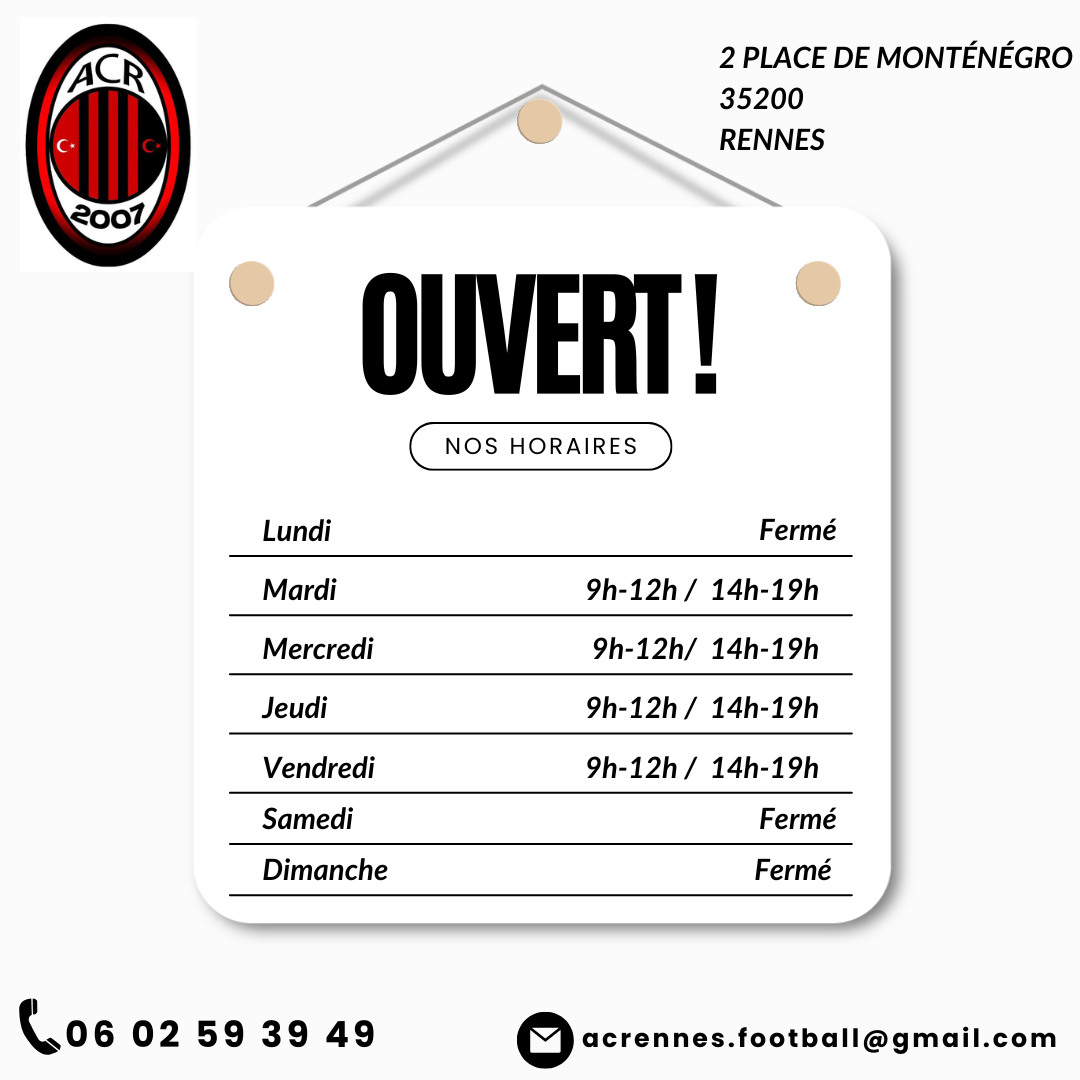 ACR
2007
2 PLACE DE MONTÉNÉGRO
35200
RENNES
OUVERT !
NOS HORAIRES
Lundi Fermé
Mardi 9h-12h / 14h-19h
Mercredi 9h-12h/ 14h-19h
Jeudi 9h-12h / 14h-19h
Vendredi 9h-12h / 14h-19h
Samedi Fermé
Dimanche Fermé
06 02 59 39 49
acrennes.football@gmail.com